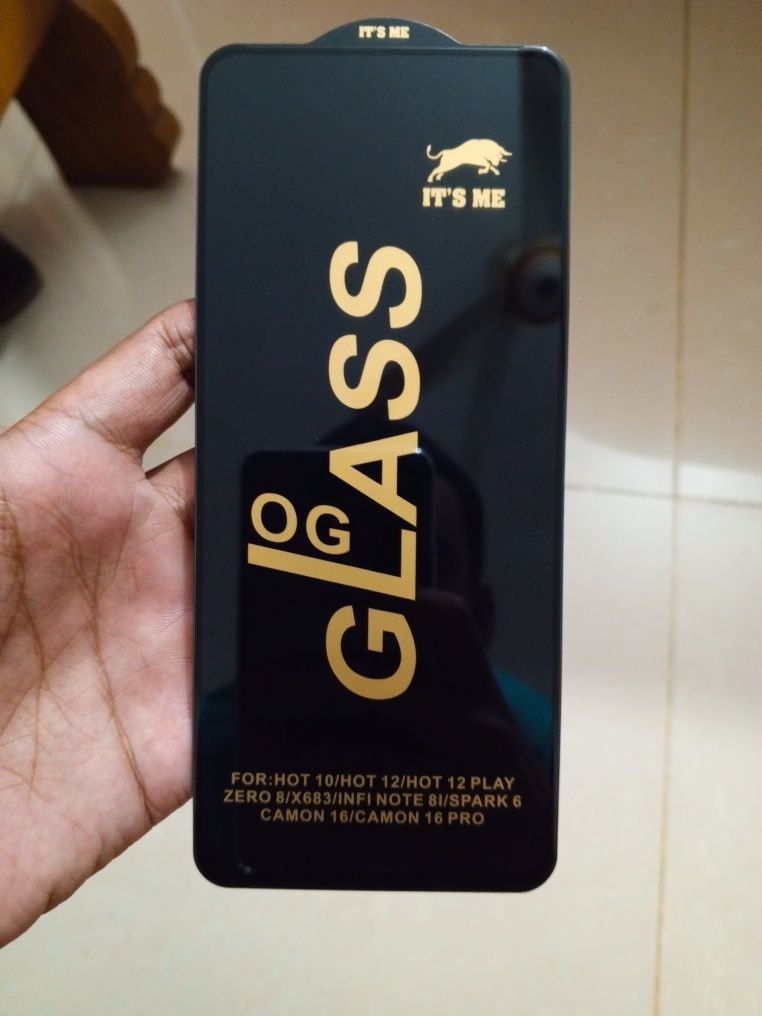 IT'S ME
IT'S ME
OG
GLASS
FOR:HOT 10/HOT 12/HOT 12 PLAY
ZERO 8/X683/INFI NOTE 8I/SPARK 6
CAMON 16/CAMON 16 PRO